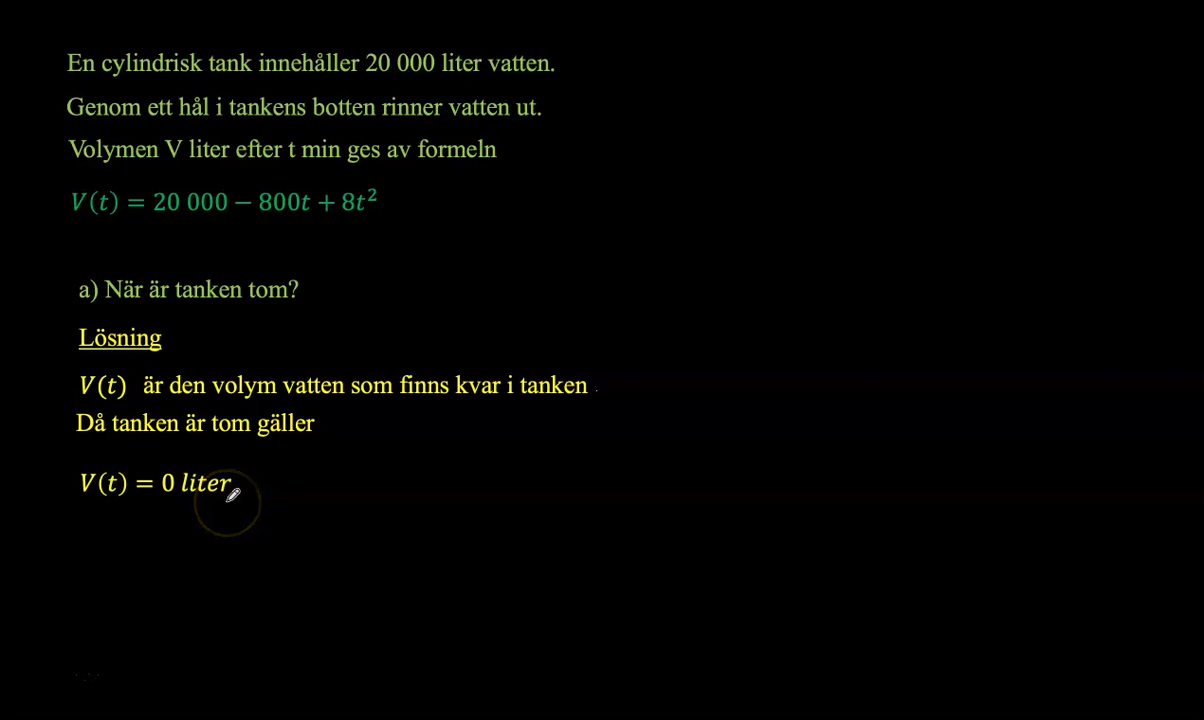 En cylindrisk tank innehåller 20 000 liter vatten.
Genom ett hål i tankens botten rinner vatten ut.
Volymen V liter efter t min ges av formeln
V(t) = 20 000 − 800t + 8t²
a) När är tanken tom?
Lösning
V(t) är den volym vatten som finns kvar i tanken .
Då tanken är tom gäller
V(t) = 0 liter